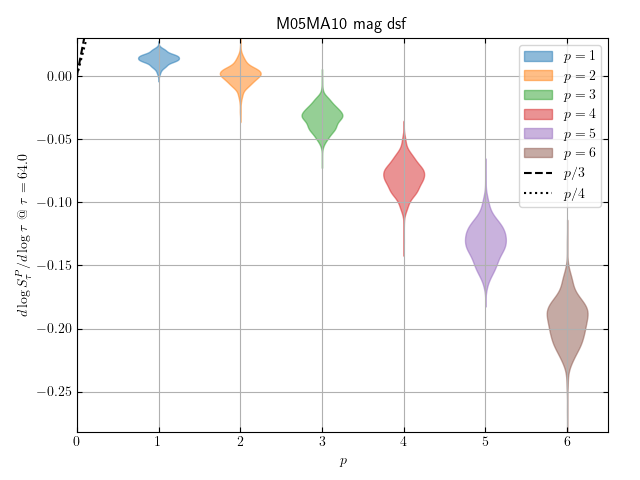 M05MA10 mag dsf
d log S_τ^P / d log τ @ τ = 64.0
0.00
−0.05
−0.10
−0.15
−0.20
−0.25
0 1 2 3 4 5 6
p
p = 1
p = 2
p = 3
p = 4
p = 5
p = 6
p/3
p/4